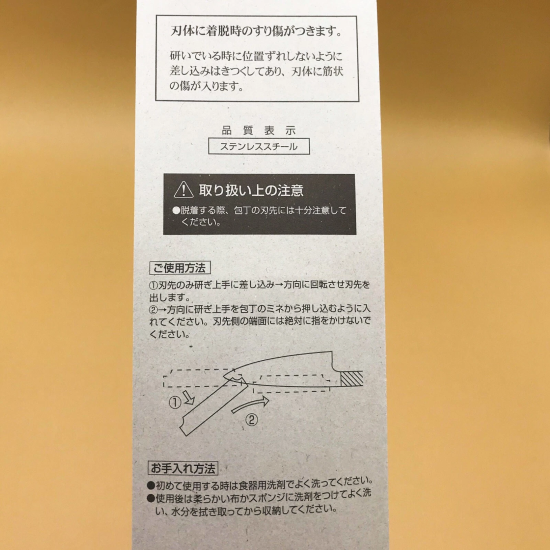 刃体に着脱時のすり傷がつきます。
研いでいる時に位置ずれしないように
差し込みはきつくしてあり、刃体に筋状
の傷が入ります。
品質表示
ステンレススチール
取り扱い上の注意
●脱着する際、包丁の刃先には十分注意して
ください。
ご使用方法
①刃先のみ研ぎ上手に差し込み→方向に回転させ刃先を
出します。
②→方向に研ぎ上手を包丁のミネから押し込むように入
れてください。刃先側の端面には絶対に指をかけないで
ください。
①
②
お手入れ方法
●初めて使用する時は食器用洗剤でよく洗ってください。
●使用後は柔らかい布かスポンジに洗剤をつけてよく洗
い、水分を拭き取ってから収納してください。